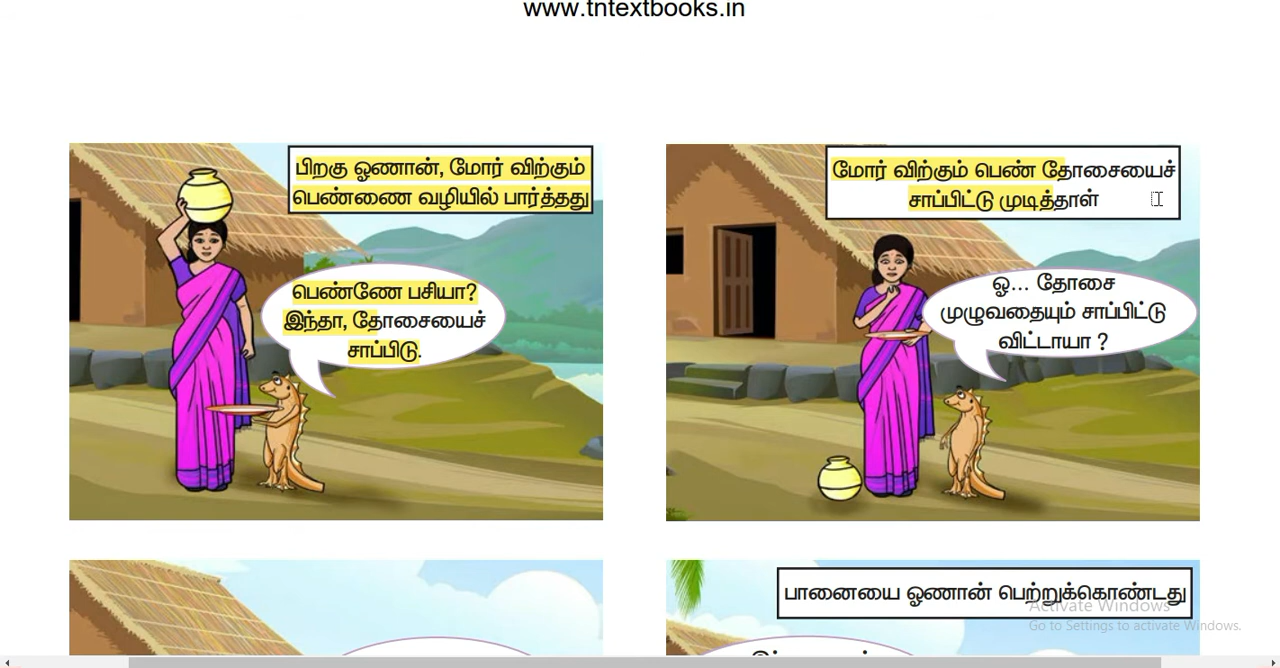 www.tntextbooks.in
பிறகு ஓணான், மோர் விற்கும்
பெண்ணை வழியில் பார்த்தது
பெண்ணே பசியா?
இந்தா, தோசையைச்
சாப்பிடு.
மோர் விற்கும் பெண் தோசையைச்
சாப்பிட்டு முடித்தாள்
ஓ... தோசை
முழுவதையும் சாப்பிட்டு
விட்டாயா ?
பானையை ஓணான் பெற்றுக்கொண்டது
Activate Windows
Go to Settings to activate Windows.